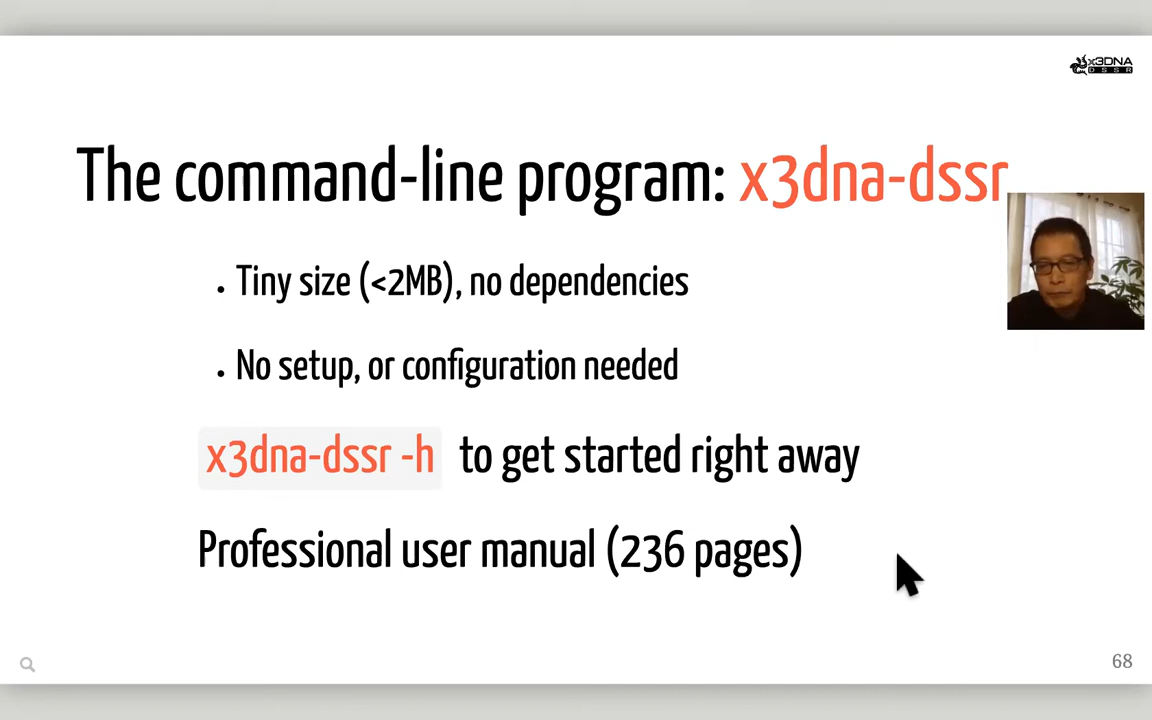 x3DNA
DSSR
The command-line program: x3dna-dssr
• Tiny size (<2MB), no dependencies
• No setup, or configuration needed
x3dna-dssr -h to get started right away
Professional user manual (236 pages)
68